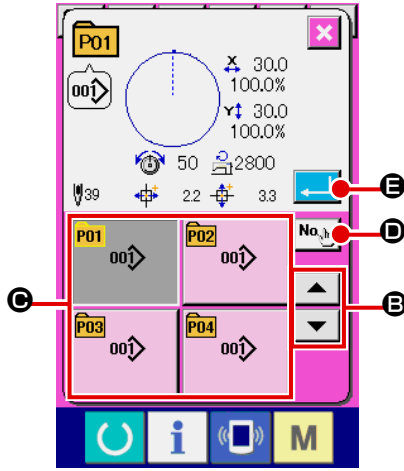 P01
001
X 30.0
100.0%
Y 30.0
100.0%
50 2800
39 2.2 3.3
E
No.
D
P01 P02
001 001
C
B
P03 P04
001 001
i M